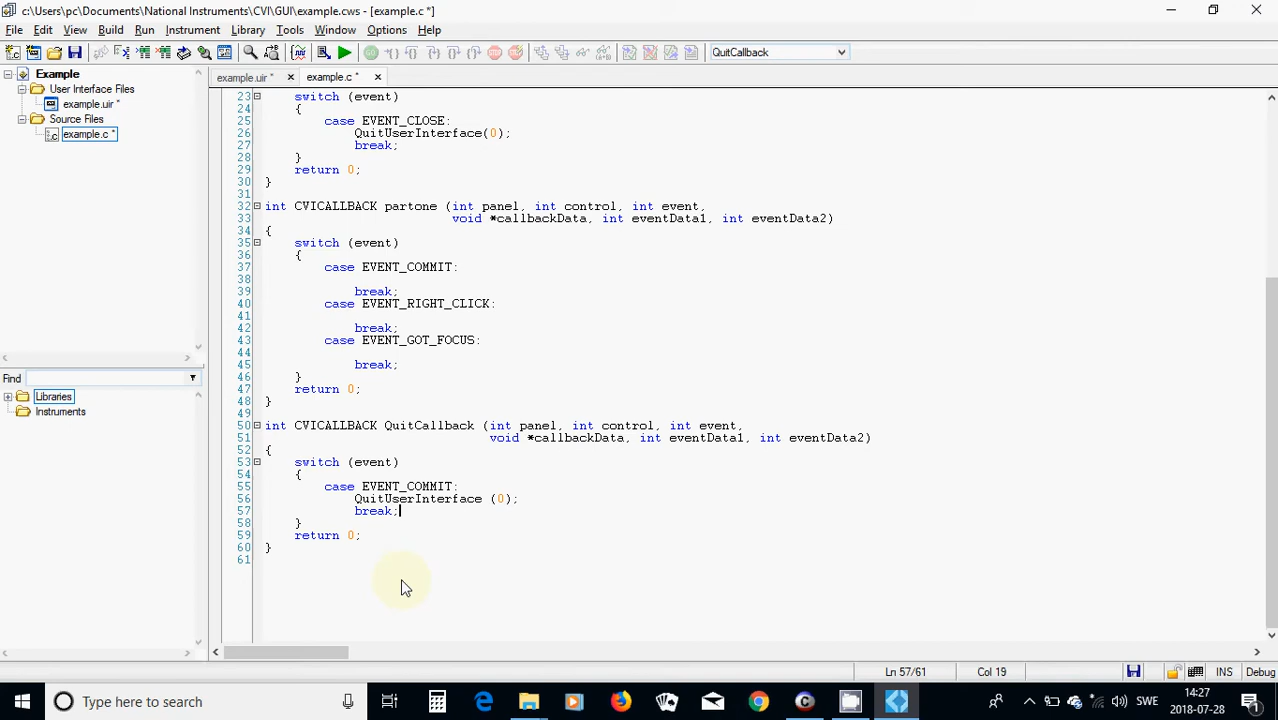 c:\Users\pc\Documents\National Instruments\CVI\GUI\example.cws - [example.c *]
File Edit View Build Run Instrument Library Tools Window Options Help
QuitCallback
Example
User Interface Files
example.uir *
Source Files
example.c *
Find
Libraries
Instruments
example.uir * example.c *
23 switch (event)
24 {
25 case EVENT_CLOSE:
26 QuitUserInterface(0);
27 break;
28 }
29 return 0;
30 }
31
32 int CVICALLBACK partone (int panel, int control, int event,
33 void *callbackData, int eventData1, int eventData2)
34 {
35 switch (event)
36 {
37 case EVENT_COMMIT:
38
39 break;
40 case EVENT_RIGHT_CLICK:
41
42 break;
43 case EVENT_GOT_FOCUS:
44
45 break;
46 }
47 return 0;
48 }
49
50 int CVICALLBACK QuitCallback (int panel, int control, int event,
51 void *callbackData, int eventData1, int eventData2)
52 {
53 switch (event)
54 {
55 case EVENT_COMMIT:
56 QuitUserInterface (0);
57 break;
58 }
59 return 0;
60 }
61
Ln 57/61 Col 19 INS Debug
Type here to search
SWE
14:27
2018-07-28